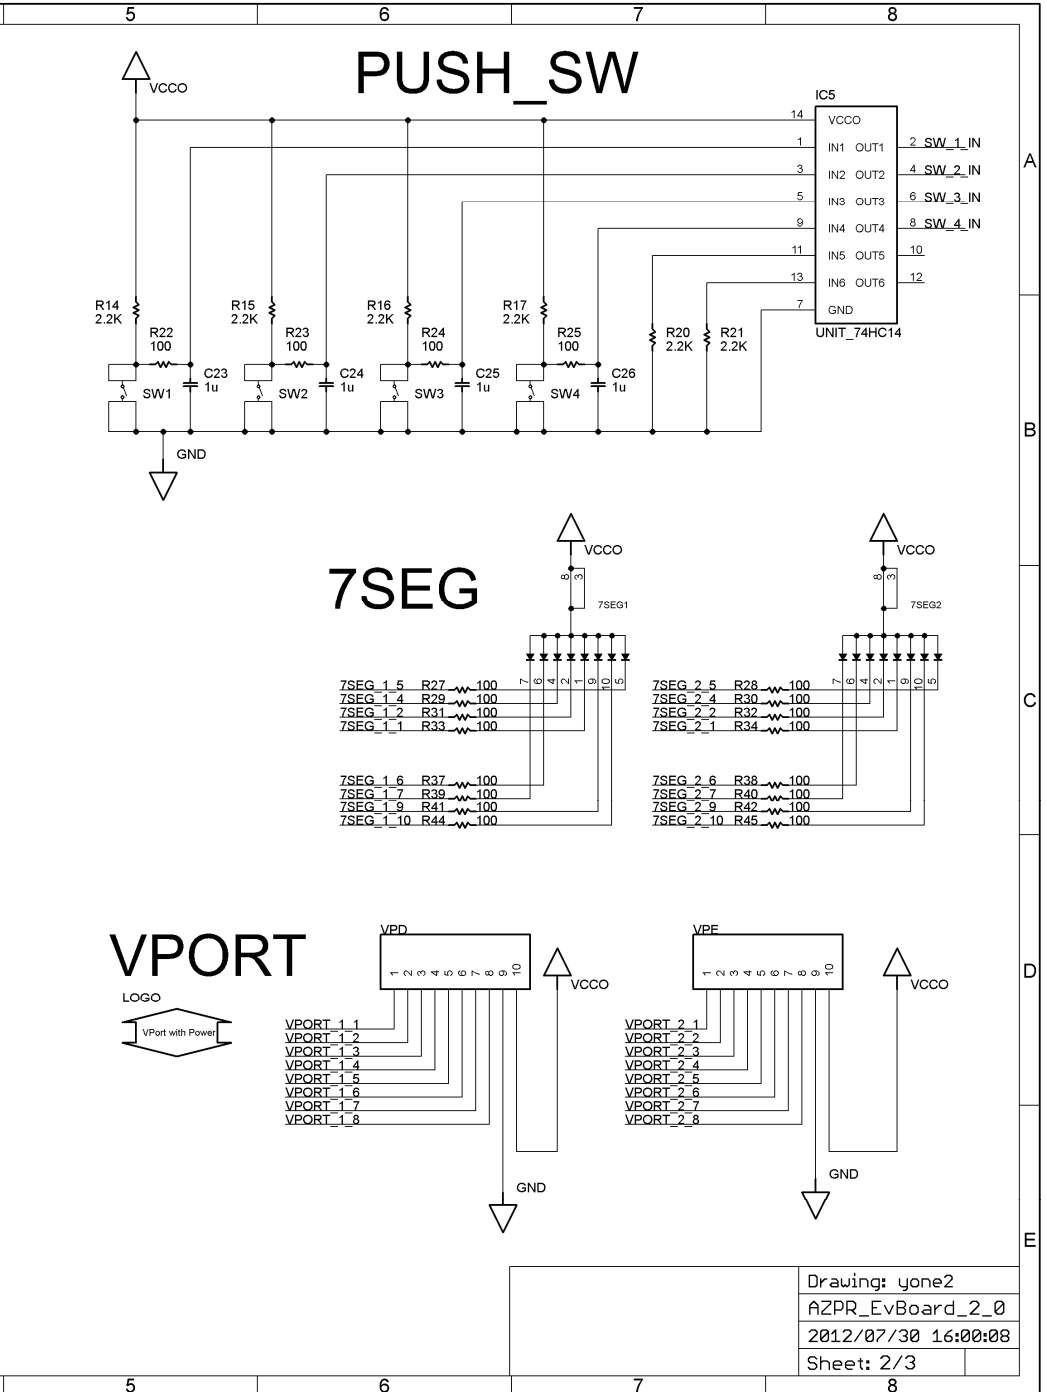 5 6 7 8
PUSH_SW
VCCO
IC5
14 VCCO
1 IN1 OUT1 2 SW_1_IN
3 IN2 OUT2 4 SW_2_IN
5 IN3 OUT3 6 SW_3_IN
9 IN4 OUT4 8 SW_4_IN
11 IN5 OUT5 10
13 IN6 OUT6 12
7 GND
UNIT_74HC14
A
R14 2.2K
R15 2.2K
R16 2.2K
R17 2.2K
R22 100
R23 100
R24 100
R25 100
R20 2.2K
R21 2.2K
SW1
C23 1u
SW2
C24 1u
SW3
C25 1u
SW4
C26 1u
GND
B
7SEG
VCCO
8 3
7SEG1
7 6 4 2 1 9 10 5
7SEG_1_5 R27 100
7SEG_1_4 R29 100
7SEG_1_2 R31 100
7SEG_1_1 R33 100
7SEG_1_6 R37 100
7SEG_1_7 R39 100
7SEG_1_9 R41 100
7SEG_1_10 R44 100
VCCO
8 3
7SEG2
7 6 4 2 1 9 10 5
7SEG_2_5 R28 100
7SEG_2_4 R30 100
7SEG_2_2 R32 100
7SEG_2_1 R34 100
7SEG_2_6 R38 100
7SEG_2_7 R40 100
7SEG_2_9 R42 100
7SEG_2_10 R45 100
C
VPORT
LOGO
VPort with Power
VPD
1 2 3 4 5 6 7 8 9 10
VCCO
VPORT_1_1
VPORT_1_2
VPORT_1_3
VPORT_1_4
VPORT_1_5
VPORT_1_6
VPORT_1_7
VPORT_1_8
GND
VPE
1 2 3 4 5 6 7 8 9 10
VCCO
VPORT_2_1
VPORT_2_2
VPORT_2_3
VPORT_2_4
VPORT_2_5
VPORT_2_6
VPORT_2_7
VPORT_2_8
GND
D
E
Drawing: yone2
AZPR_EvBoard_2_0
2012/07/30 16:00:08
Sheet: 2/3
5 6 7 8